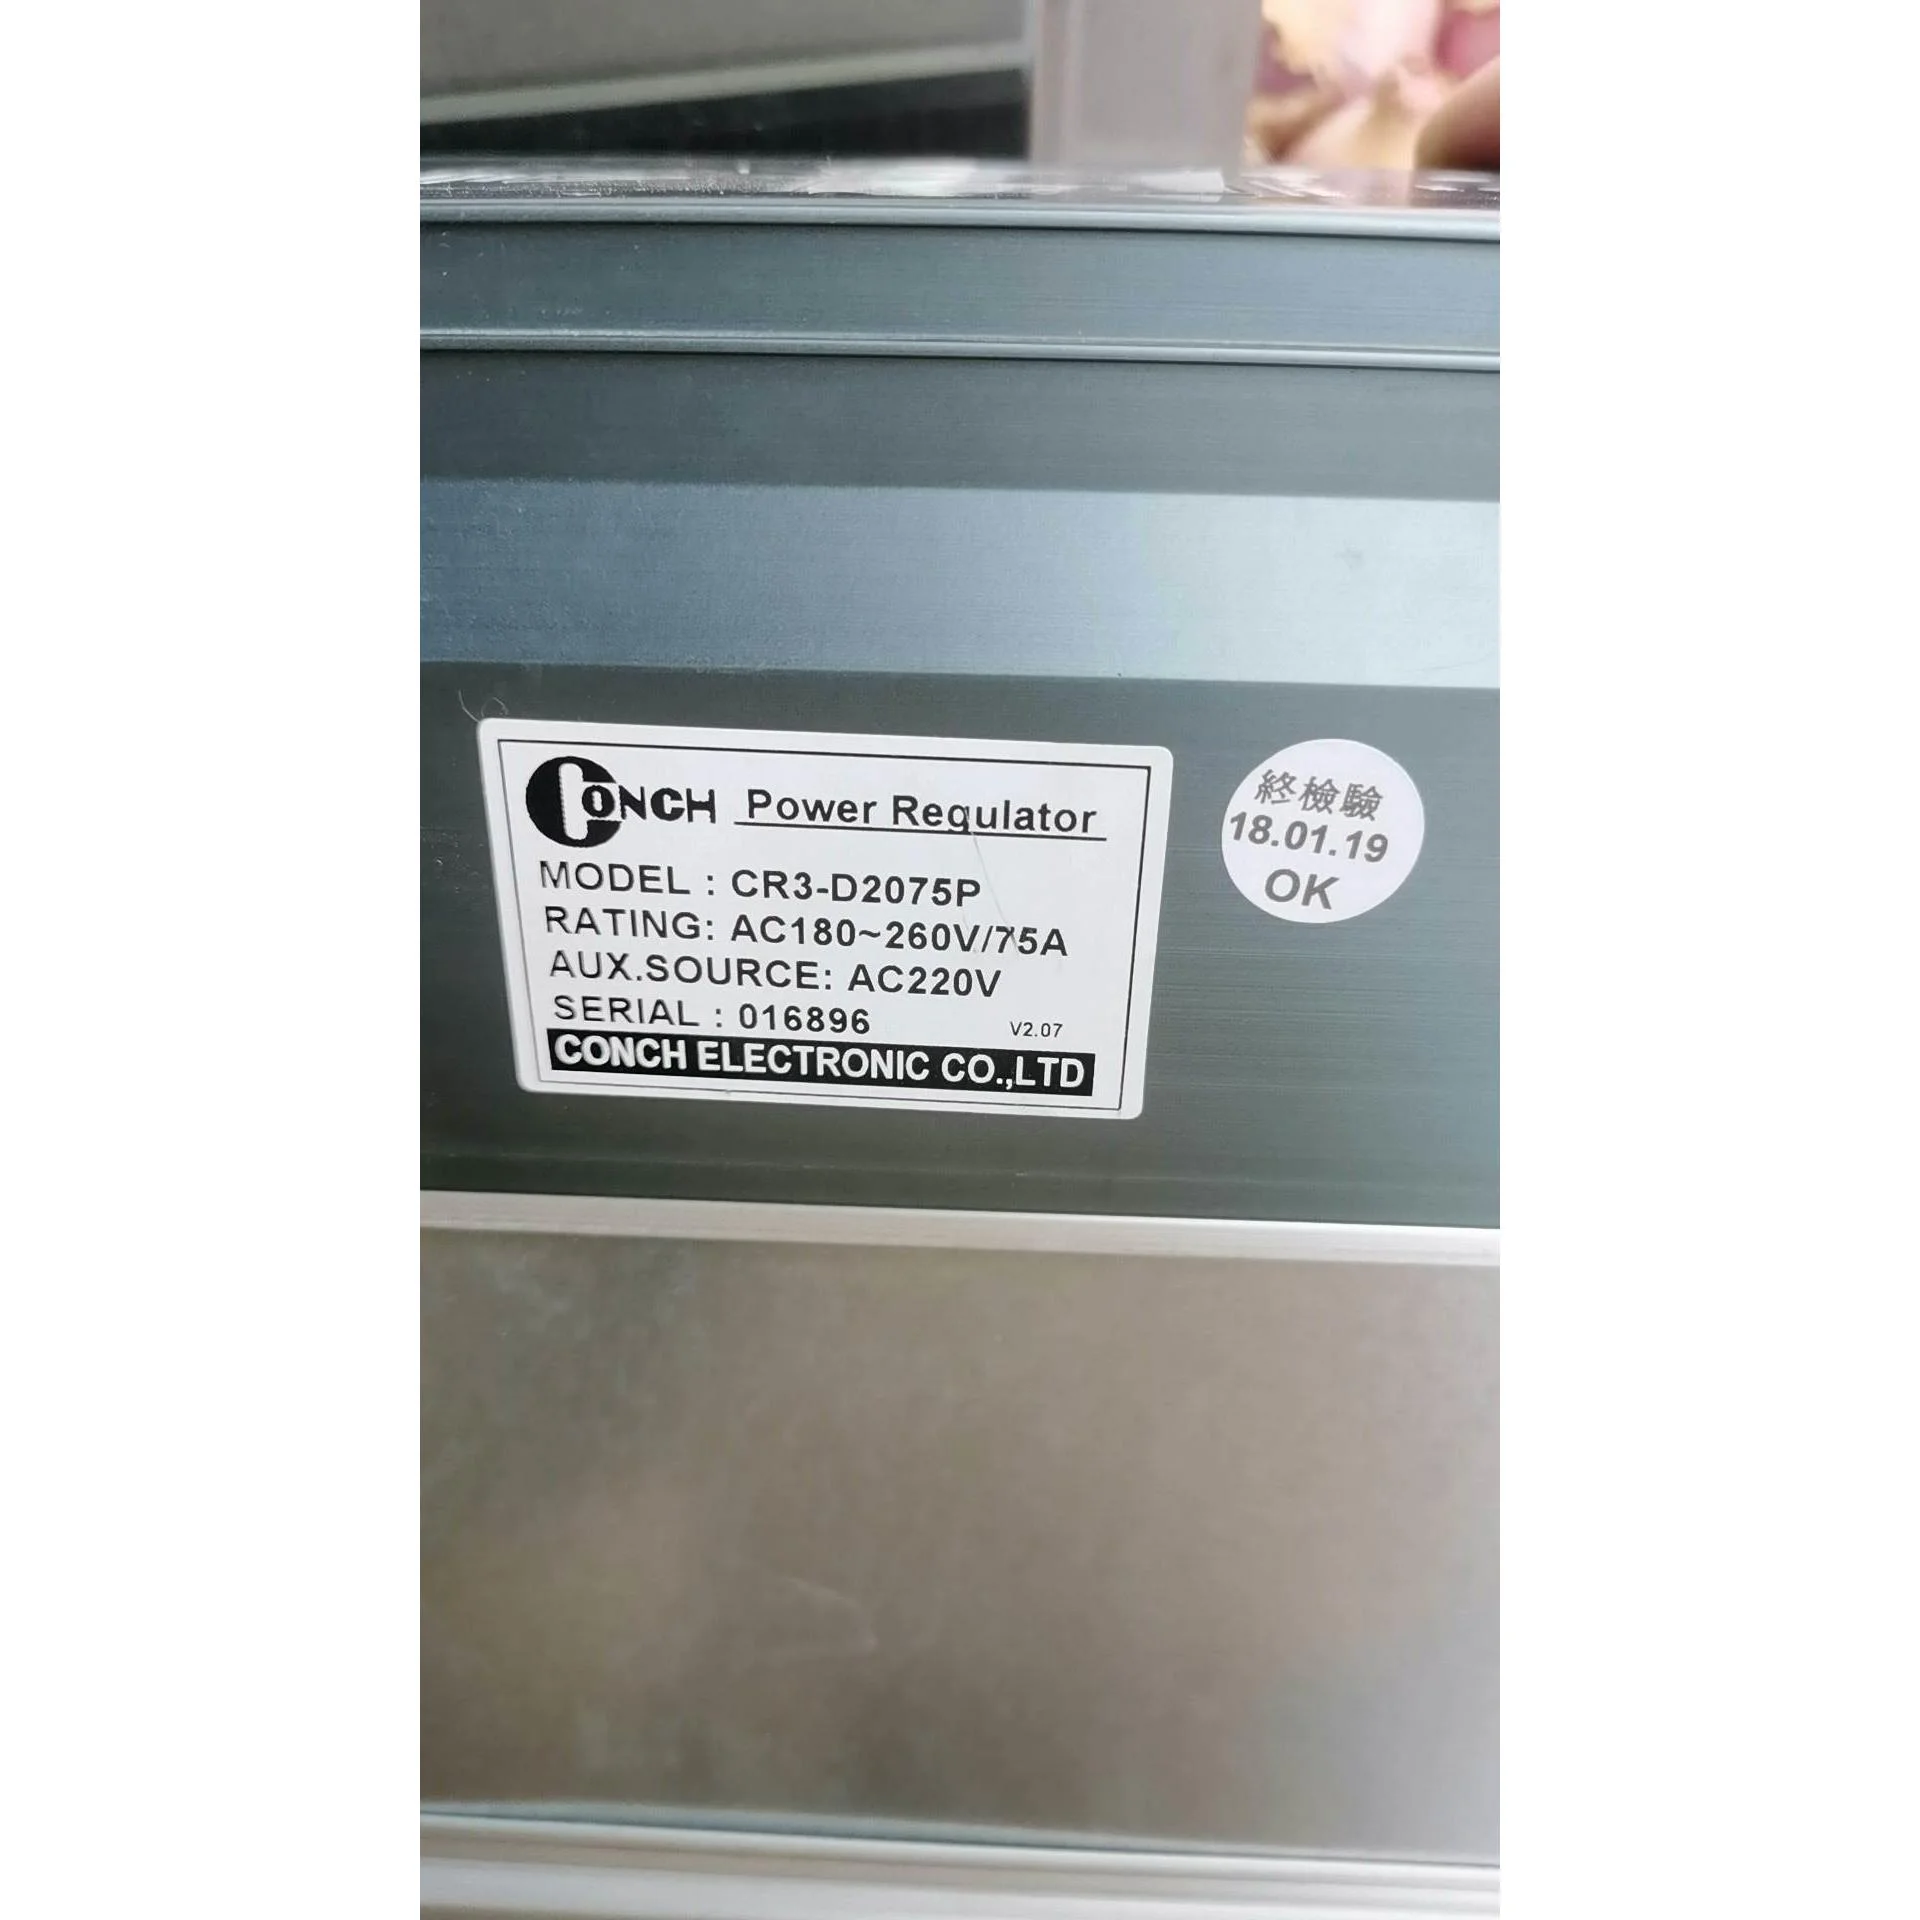 CONCH Power Regulator
MODEL : CR3-D2075P
RATING: AC180~260V/75A
AUX.SOURCE: AC220V
SERIAL : 016896 V2.07
CONCH ELECTRONIC CO.,LTD
終檢驗
18.01.19
OK